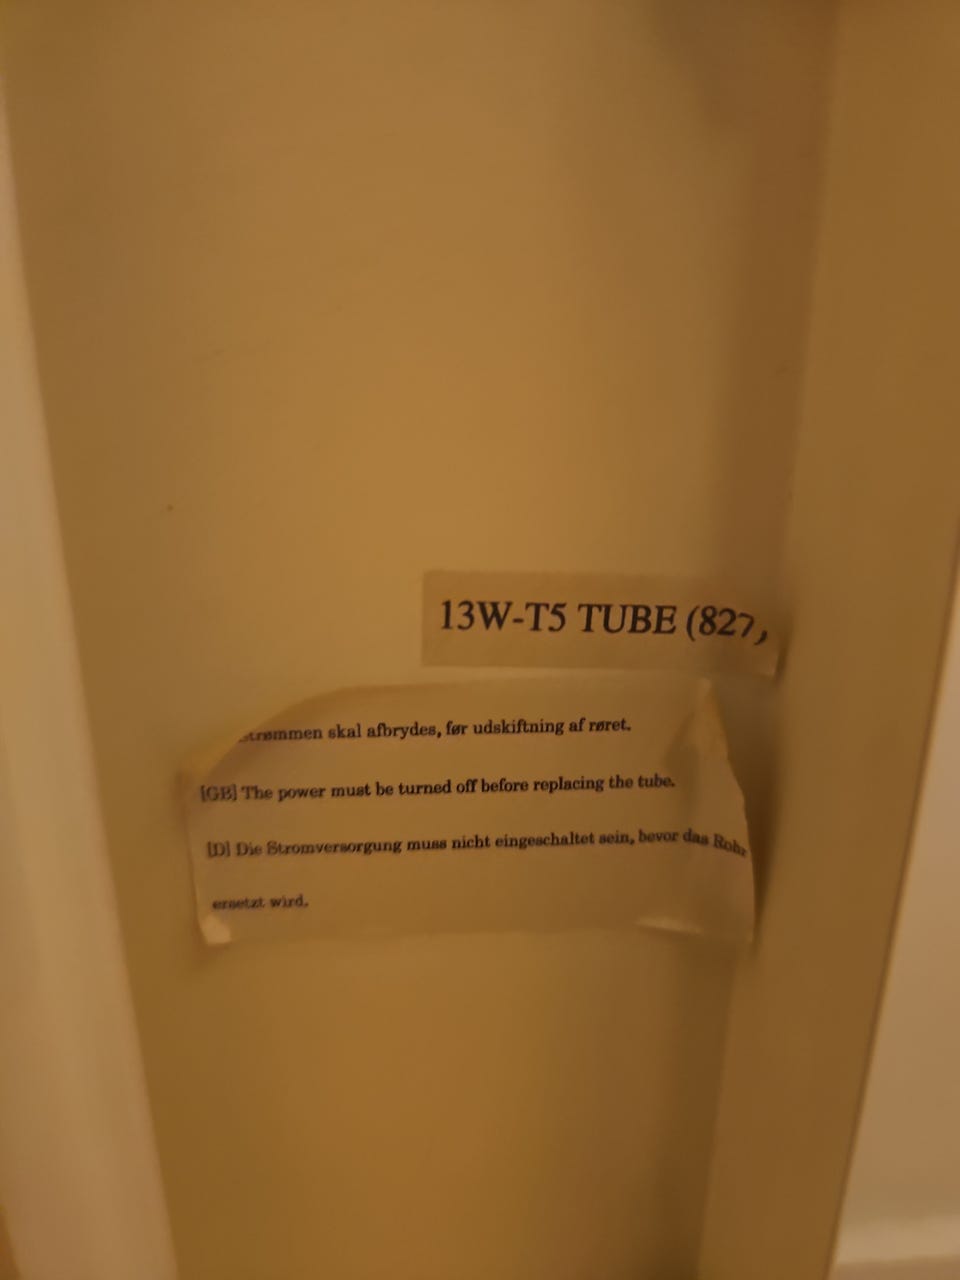 13W-T5 TUBE (827,
strømmen skal afbrydes, før udskiftning af røret.
[GB] The power must be turned off before replacing the tube.
[D] Die Stromversorgung muss nicht eingeschaltet sein, bevor das Rohr
ersetzt wird.